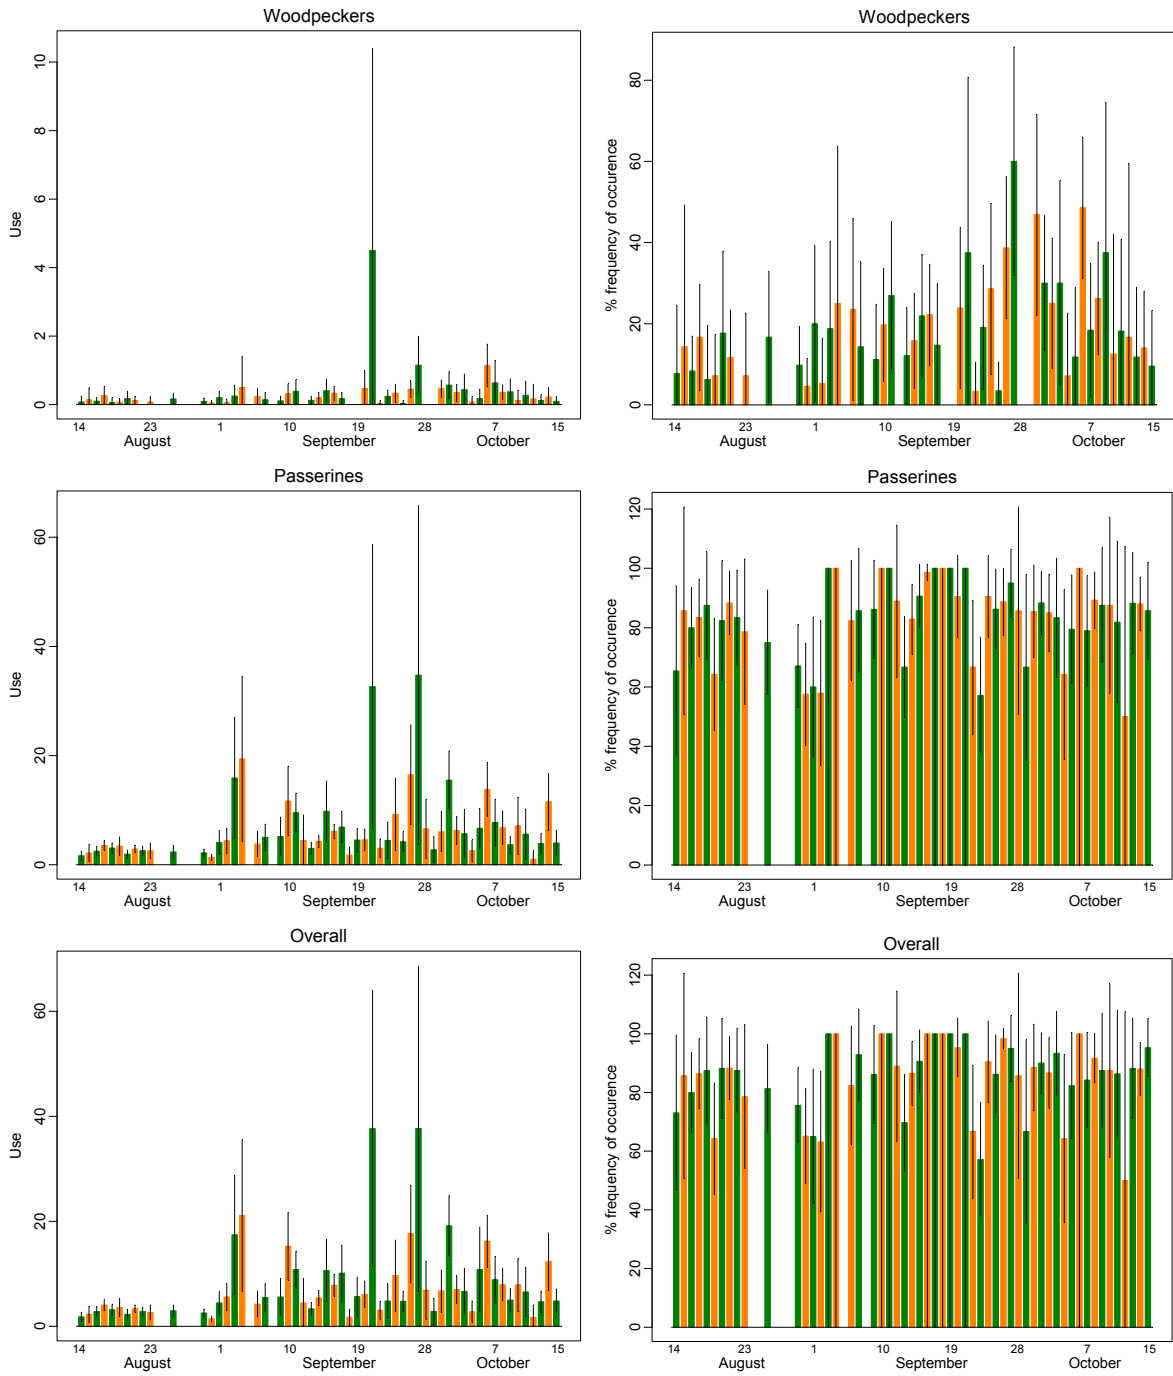 Woodpeckers
Use
0 2 4 6 8 10
14 23 1 10 19 28 7 15
August September October
Woodpeckers
% frequency of occurence
0 20 40 60 80
14 23 1 10 19 28 7 15
August September October
Passerines
Use
0 20 40 60
14 23 1 10 19 28 7 15
August September October
Passerines
% frequency of occurence
0 20 40 60 80 100 120
14 23 1 10 19 28 7 15
August September October
Overall
Use
0 20 40 60
14 23 1 10 19 28 7 15
August September October
Overall
% frequency of occurence
0 20 40 60 80 100 120
14 23 1 10 19 28 7 15
August September October